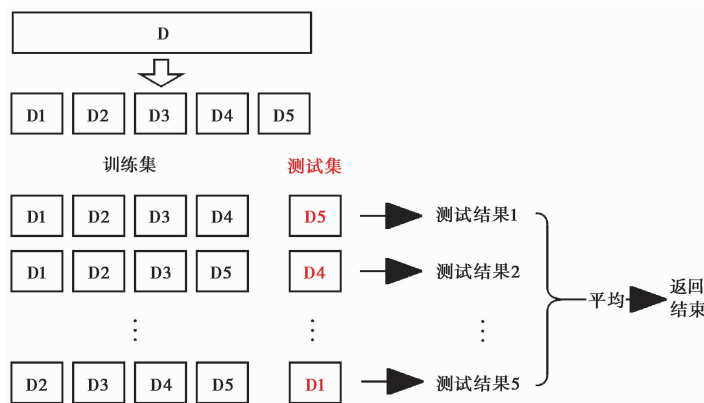 D
D1 D2 D3 D4 D5
训练集 测试集
D1 D2 D3 D4 D5 测试结果1
D1 D2 D3 D5 D4 测试结果2
平均 返回
结束
D2 D3 D4 D5 D1 测试结果5